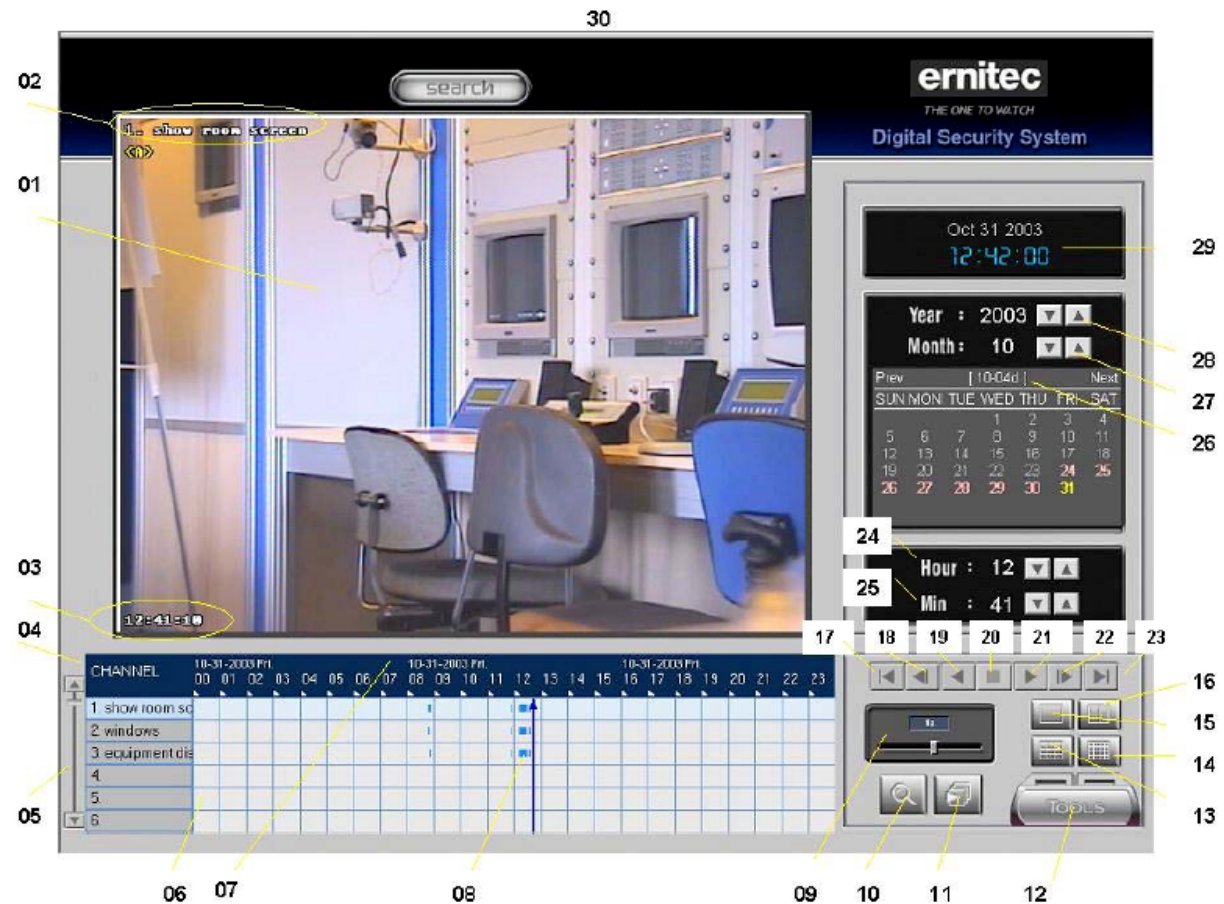 30
02
search
ernitec
THE ONE TO WATCH
Digital Security System
1. show room screen
<A>
01
Oct 31 2003
12:42:00
29
Year : 2003
Month : 10
28
27
Prev [ 10-04d ] Next
26
SUN MON TUE WED THU FRI SAT
1 2 3 4
5 6 7 8 9 10 11
12 13 14 15 16 17 18
19 20 21 22 23 24 25
26 27 28 29 30 31
24
Hour : 12
25
Min : 41
03
12:41:10
04
17 18 19 20 21 22 23
CHANNEL
10-31-2003 Fri. 10-31-2003 Fri. 10-31-2003 Fri.
00 01 02 03 04 05 06 07 08 09 10 11 12 13 14 15 16 17 18 19 20 21 22 23
1. show room sc
2. windows
3. equipment dis
4.
5.
6.
16
15
14
13
05
TOOLS
06 07 08 09 10 11 12